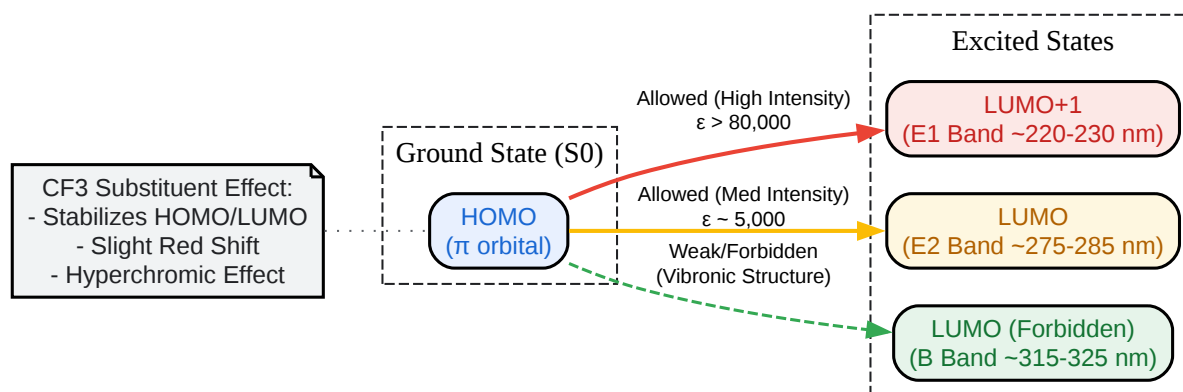 CF3 Substituent Effect:
- Stabilizes HOMO/LUMO
- Slight Red Shift
- Hyperchromic Effect
Ground State (S0)
HOMO
(π orbital)
Allowed (High Intensity)
ε > 80,000
Allowed (Med Intensity)
ε ~ 5,000
Weak/Forbidden
(Vibronic Structure)
Excited States
LUMO+1
(E1 Band ~220-230 nm)
LUMO
(E2 Band ~275-285 nm)
LUMO (Forbidden)
(B Band ~315-325 nm)